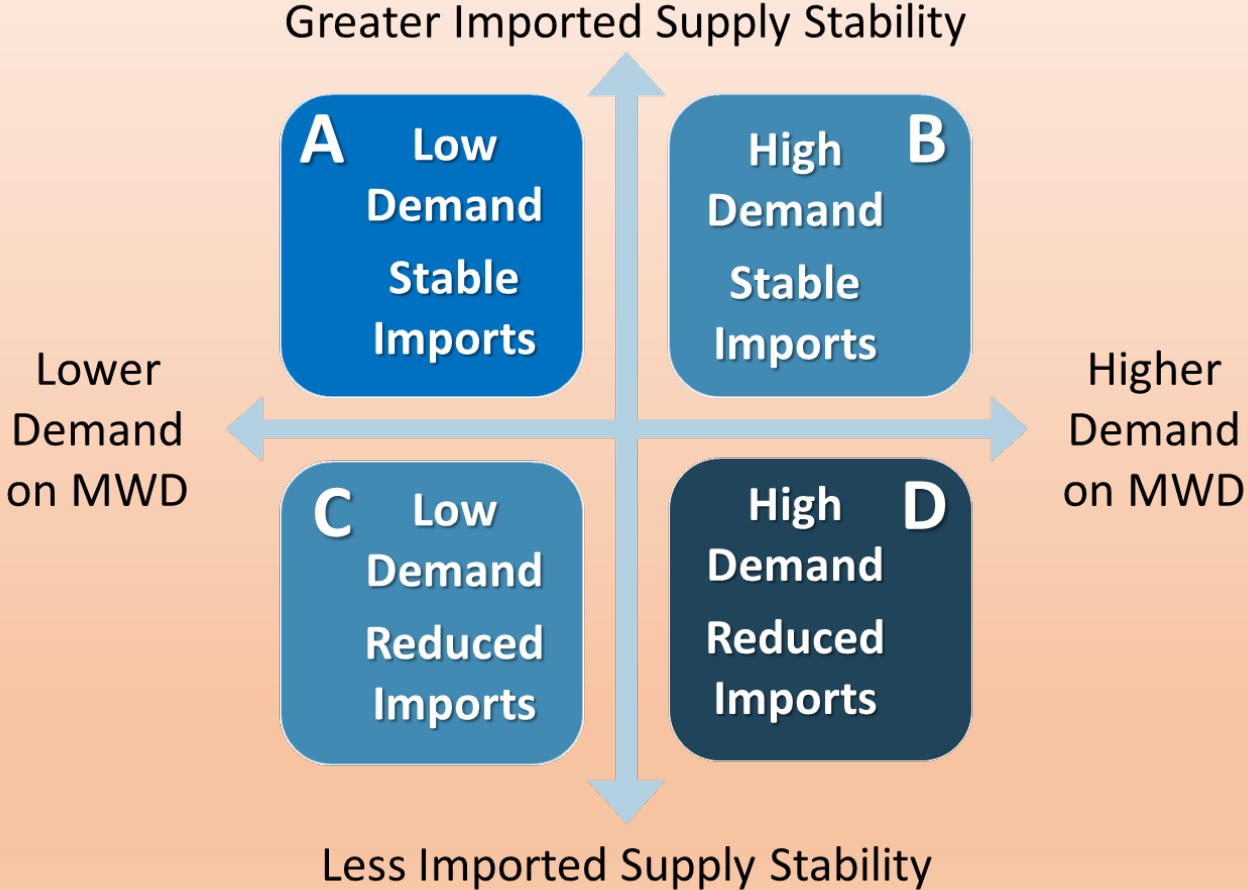 Greater Imported Supply Stability
A
Low
Demand
Stable
Imports
B
High
Demand
Stable
Imports
Lower
Demand
on MWD
Higher
Demand
on MWD
C
Low
Demand
Reduced
Imports
D
High
Demand
Reduced
Imports
Less Imported Supply Stability